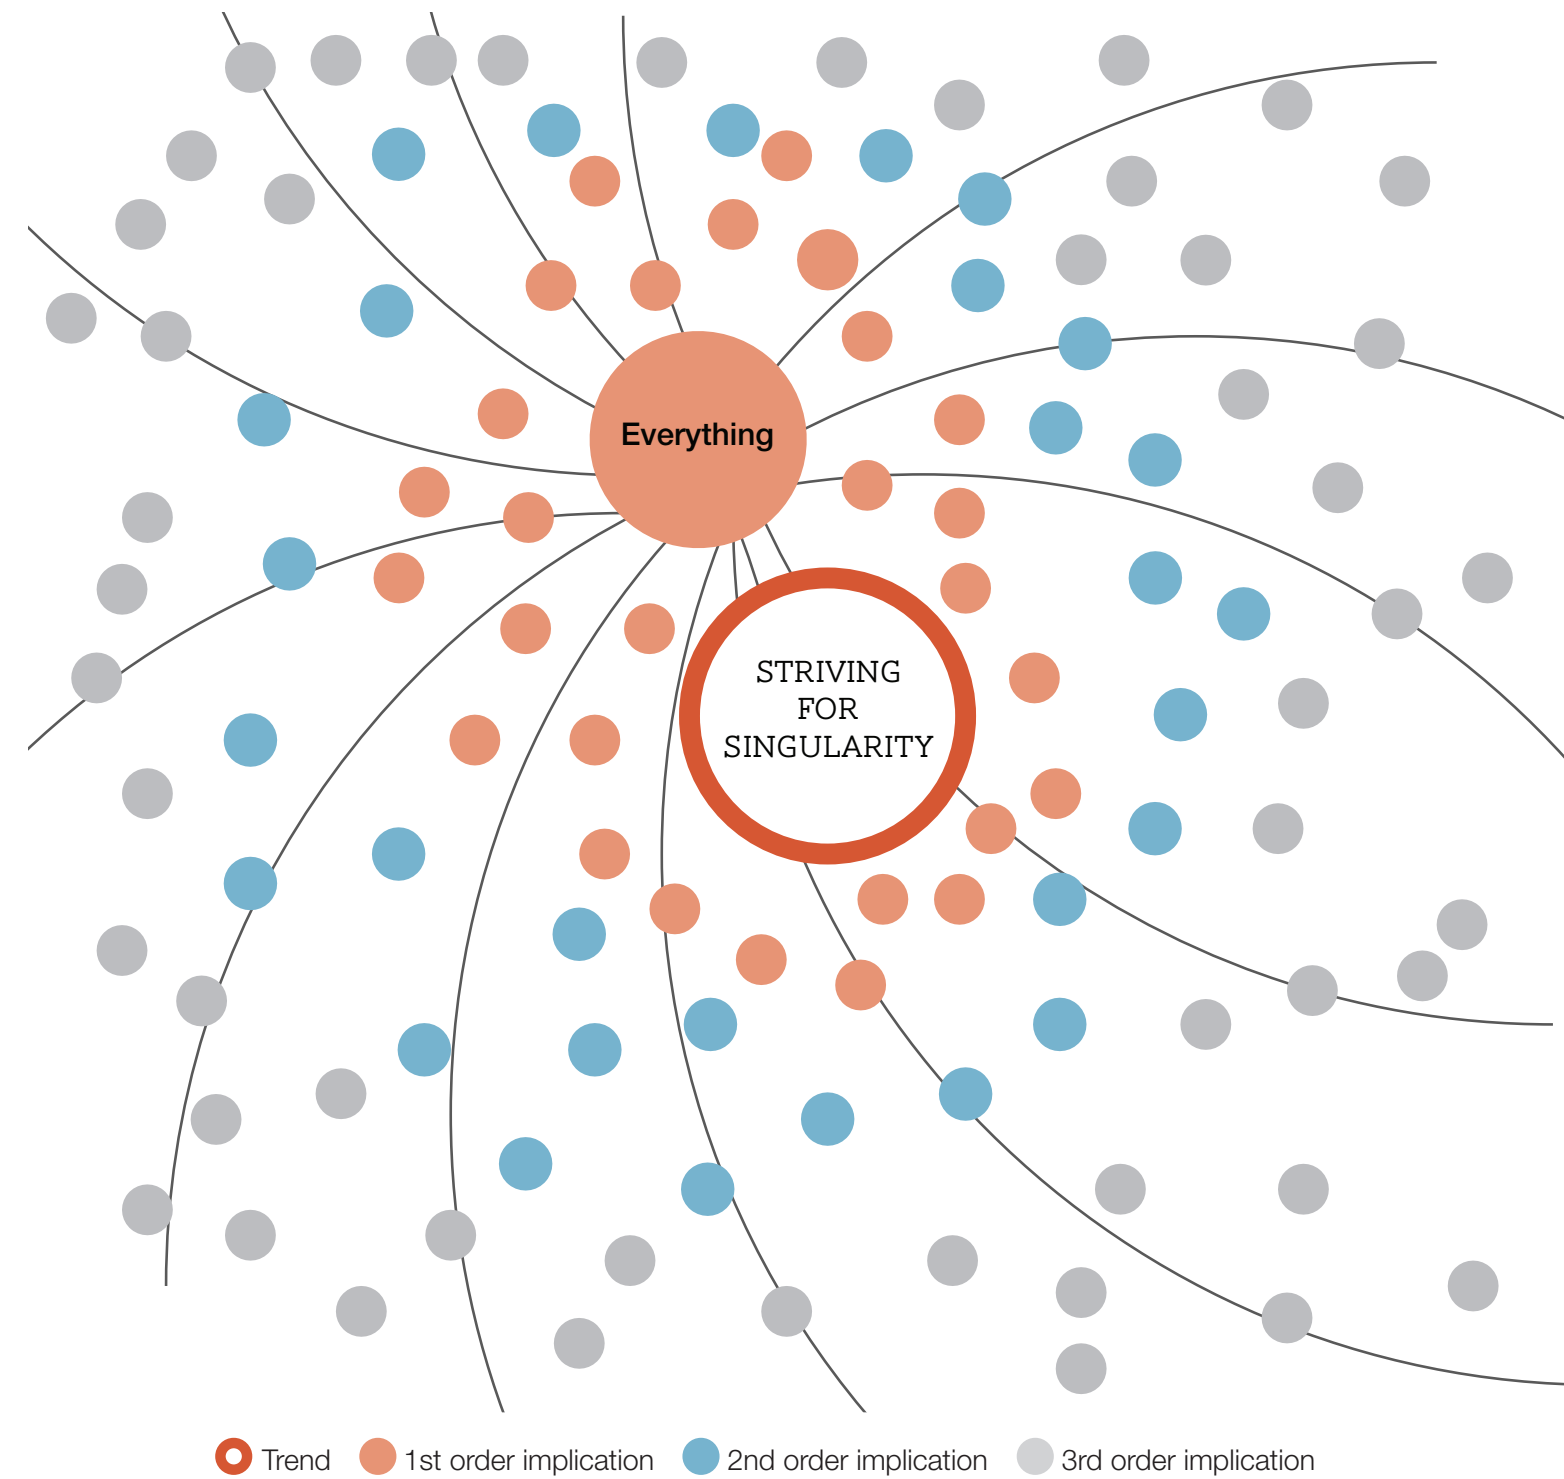 Everything
STRIVING
FOR
SINGULARITY
Trend 1st order implication 2nd order implication 3rd order implication